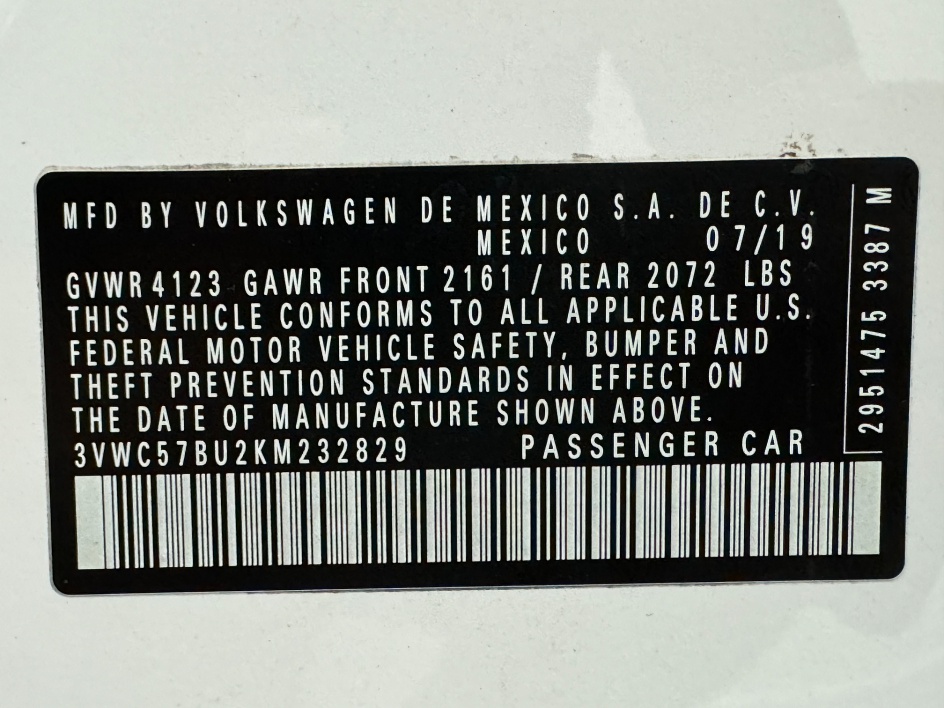 MFD BY VOLKSWAGEN DE MEXICO S.A. DE C.V.
MEXICO 07/19
GVWR 4123 GAWR FRONT 2161 / REAR 2072 LBS
THIS VEHICLE CONFORMS TO ALL APPLICABLE U.S.
FEDERAL MOTOR VEHICLE SAFETY, BUMPER AND
THEFT PREVENTION STANDARDS IN EFFECT ON
THE DATE OF MANUFACTURE SHOWN ABOVE.
3VWC57BU2KM232829 PASSENGER CAR
2951475 3387 M